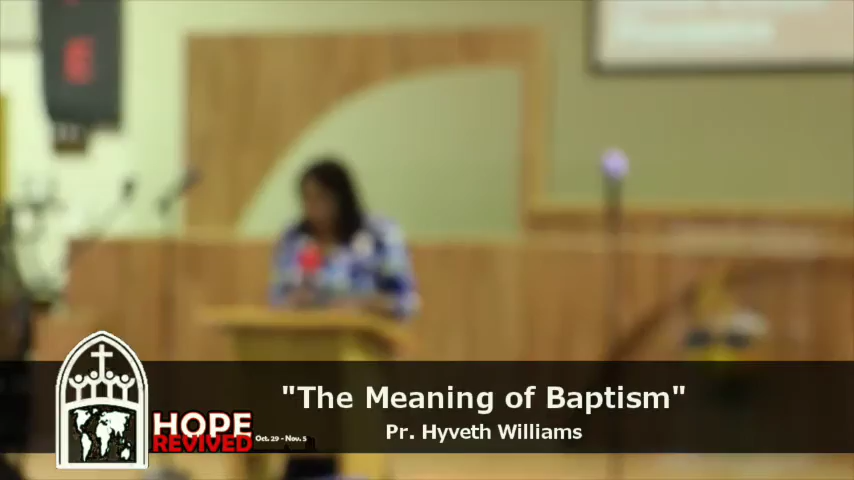 "The Meaning of Baptism"
Pr. Hyveth Williams
HOPE
REVIVED
Oct. 29 - Nov. 5